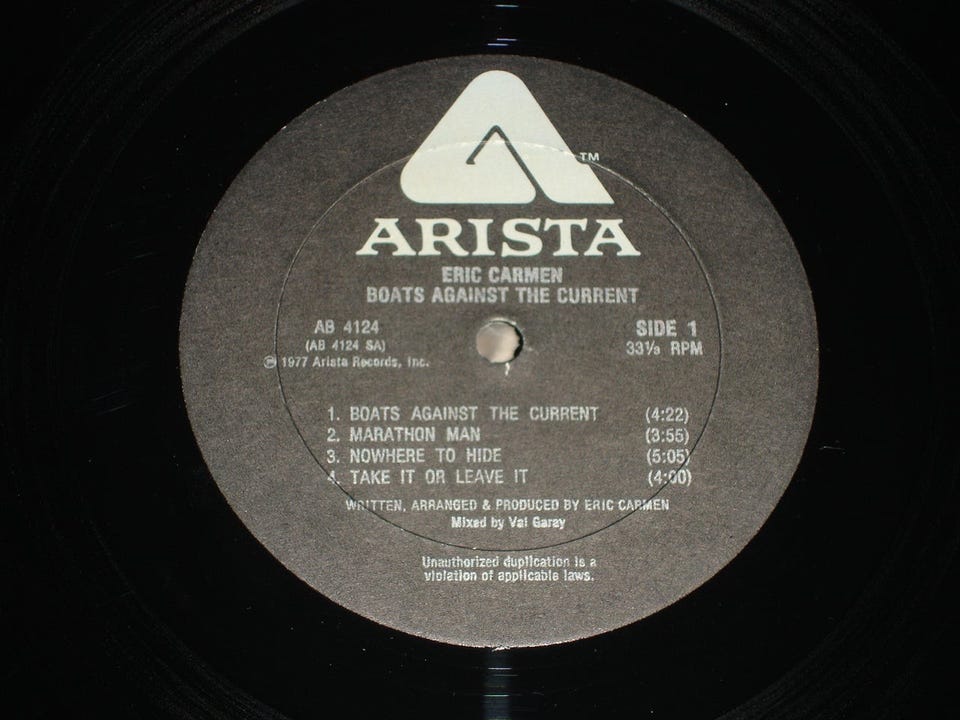 TM
ARISTA
ERIC CARMEN
BOATS AGAINST THE CURRENT
AB 4124 SIDE 1
(AB 4124 SA) 33⅓ RPM
℗ 1977 Arista Records, Inc.
1. BOATS AGAINST THE CURRENT (4:22)
2. MARATHON MAN (3:55)
3. NOWHERE TO HIDE (5:05)
4. TAKE IT OR LEAVE IT (4:00)
WRITTEN, ARRANGED & PRODUCED BY ERIC CARMEN
Mixed by Val Garay
Unauthorized duplication is a
violation of applicable laws.